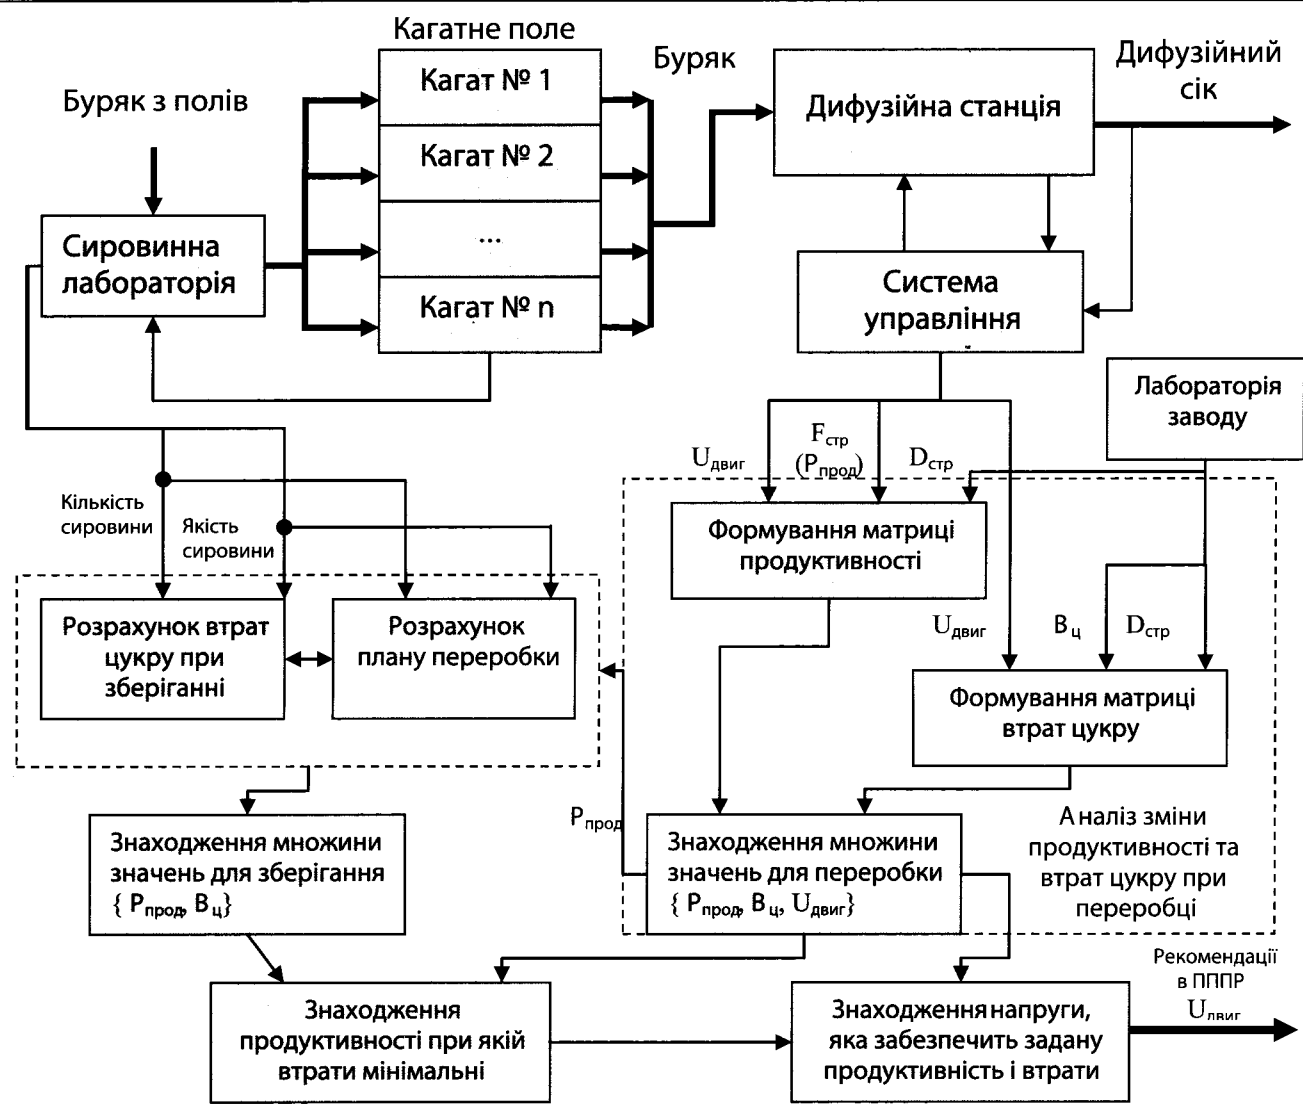 Кагатне поле
Буряк з полів
Кагат № 1
Кагат № 2
...
Кагат № n
Буряк
Дифузійна станція
Дифузійний
сік
Сировинна
лабораторія
Система
управління
Лабораторія
заводу
Uдвиг
Fстр
(Pпрод)
Dстр
Кількість
сировини
Якість
сировини
Формування матриці
продуктивності
Розрахунок втрат
цукру при
зберіганні
Розрахунок
плану переробки
Uдвиг
Вц
Dстр
Формування матриці
втрат цукру
Pпрод
Знаходження множини
значень для зберігання
{ Pпрод, Вц}
Знаходження множини
значень для переробки
{ Pпрод, Вц, Uдвиг}
Аналіз зміни
продуктивності та
втрат цукру при
переробці
Знаходження
продуктивності при якій
втрати мінімальні
Знаходження напруги,
яка забезпечить задану
продуктивність і втрати
Рекомендації
в ПППР
Uдвиг